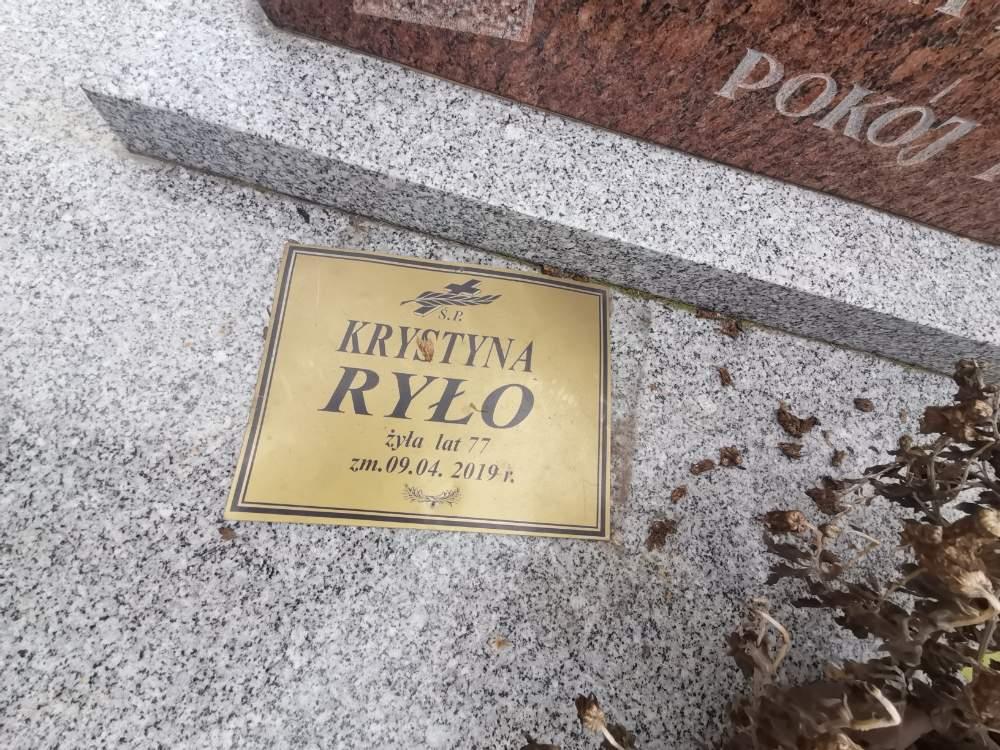 POKÓJ
Ś.P.
KRYSTYNA
RYŁO
żyła lat 77
zm. 09.04. 2019 r.